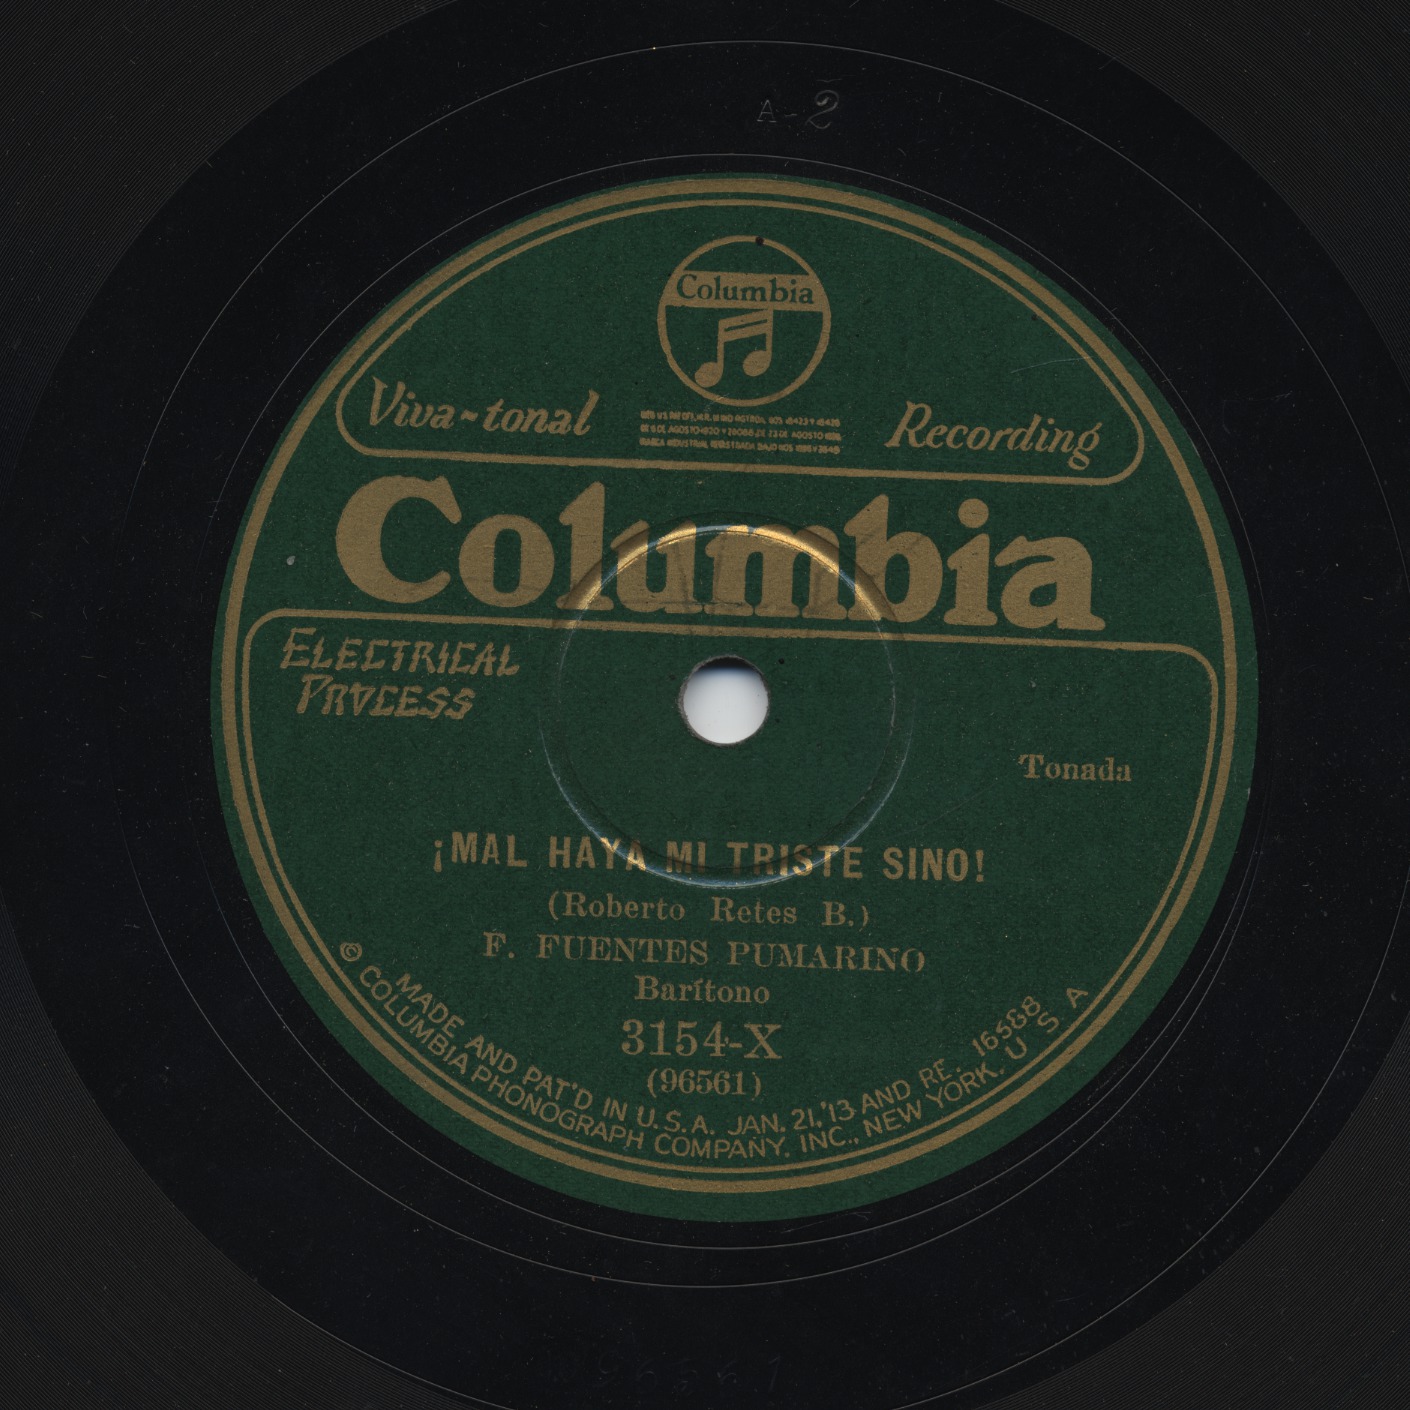 A-2
Columbia
Viva-tonal Recording
Columbia
ELECTRICAL
PROCESS
Tonada
¡MAL HAYA MI TRISTE SINO!
(Roberto Retes B.)
F. FUENTES PUMARINO
Barítono
3154-X
(96561)
MADE AND PAT'D IN U.S.A. JAN. 21,'13 AND RE. 16588
© COLUMBIA PHONOGRAPH COMPANY, INC., NEW YORK, U S A
96561